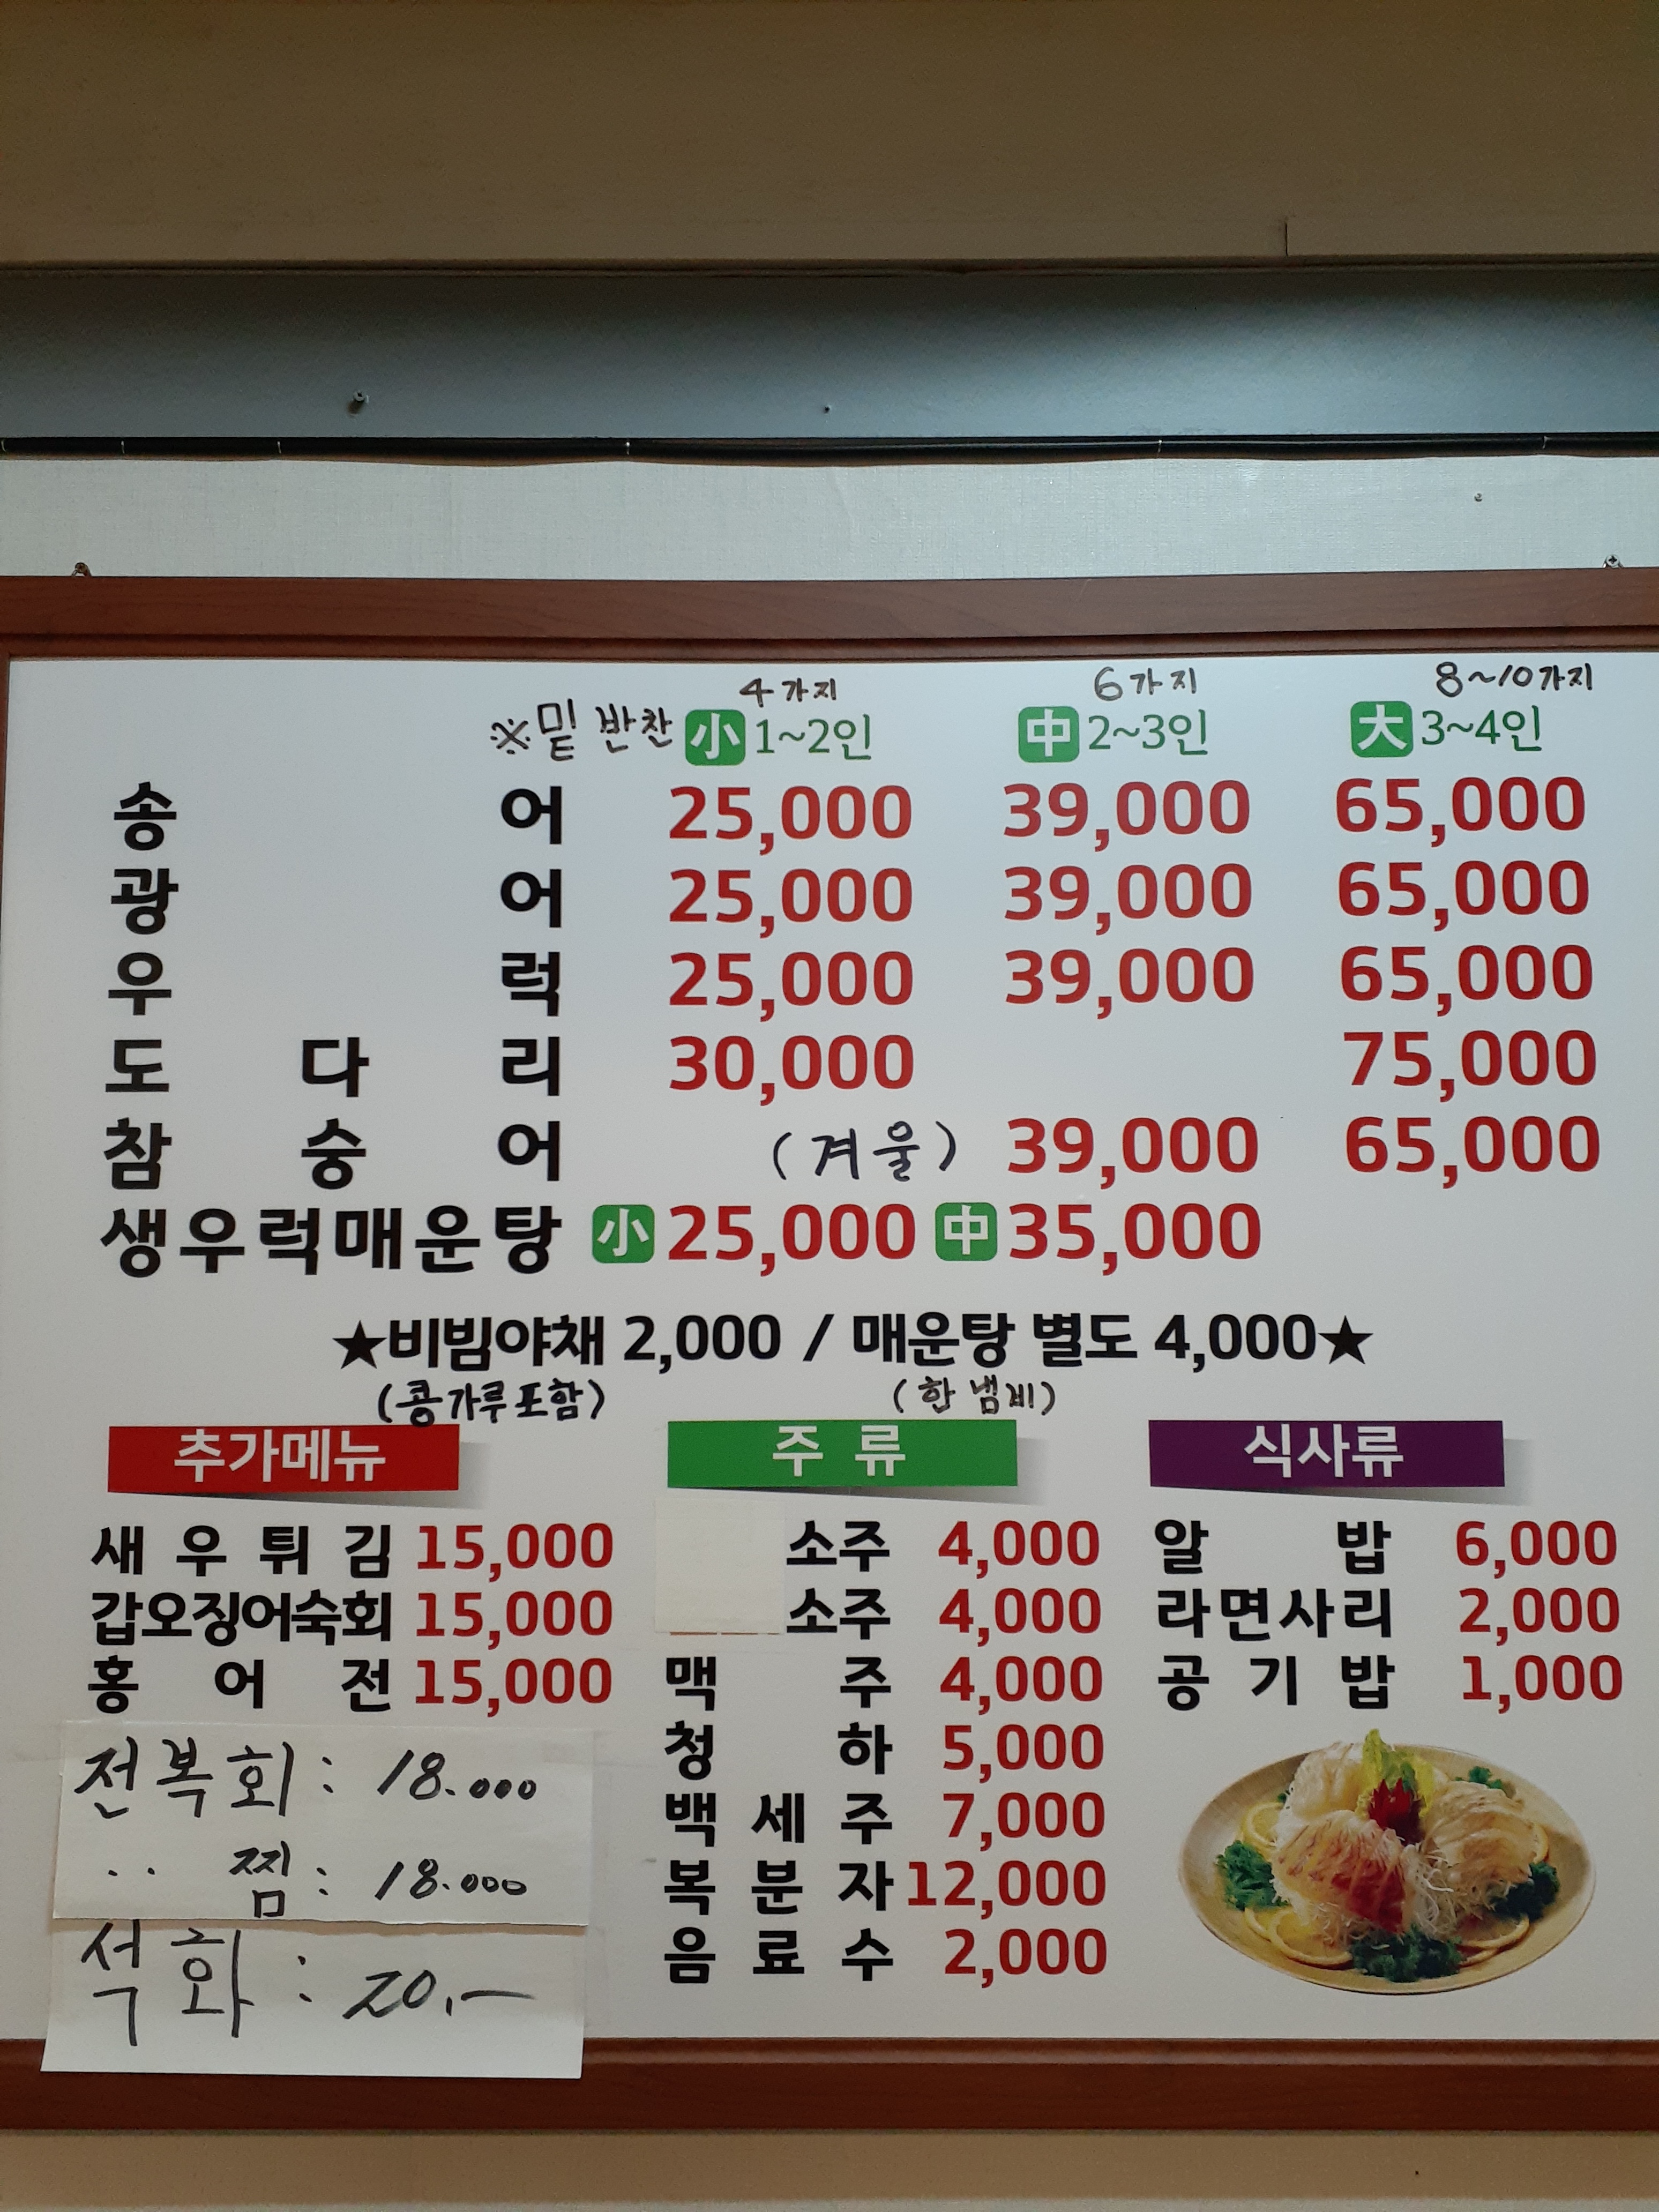 4가지 6가지 8~10가지
※밑 반찬 小 1~2인 中 2~3인 大 3~4인
송어 25,000 39,000 65,000
광어 25,000 39,000 65,000
우럭 25,000 39,000 65,000
도다리 30,000 75,000
참숭어 (겨울) 39,000 65,000
생우럭매운탕 小 25,000 中 35,000
★비빔야채 2,000 / 매운탕 별도 4,000★
(콩가루포함) (한 냄비)
추가메뉴
새우튀김 15,000
갑오징어숙회 15,000
홍어전 15,000
전복회: 18.000
〃 찜: 18.000
석화: 20.-
주류
소주 4,000
소주 4,000
맥주 4,000
청하 5,000
백세주 7,000
복분자 12,000
음료수 2,000
식사류
알밥 6,000
라면사리 2,000
공기밥 1,000